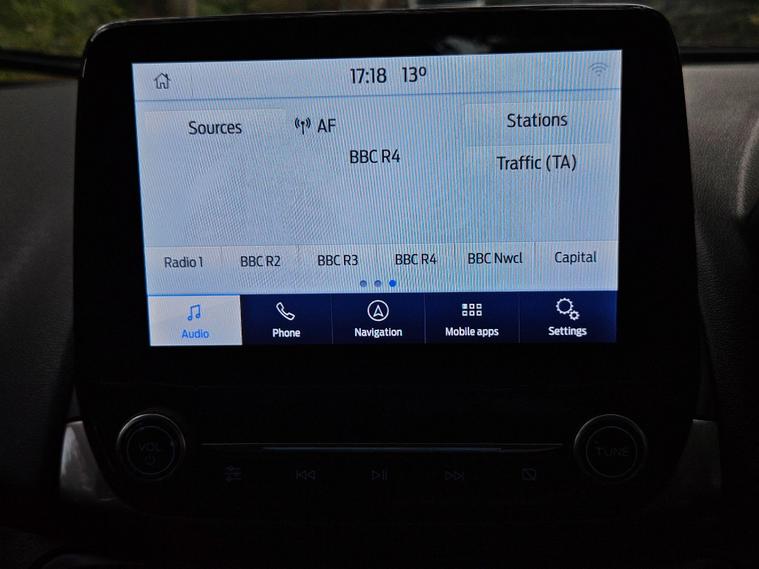 17:18 13º
Sources
AF
Stations
BBC R4
Traffic (TA)
Radio 1
BBC R2
BBC R3
BBC R4
BBC Nwcl
Capital
Audio
Phone
Navigation
Mobile apps
Settings
VOL
TUNE